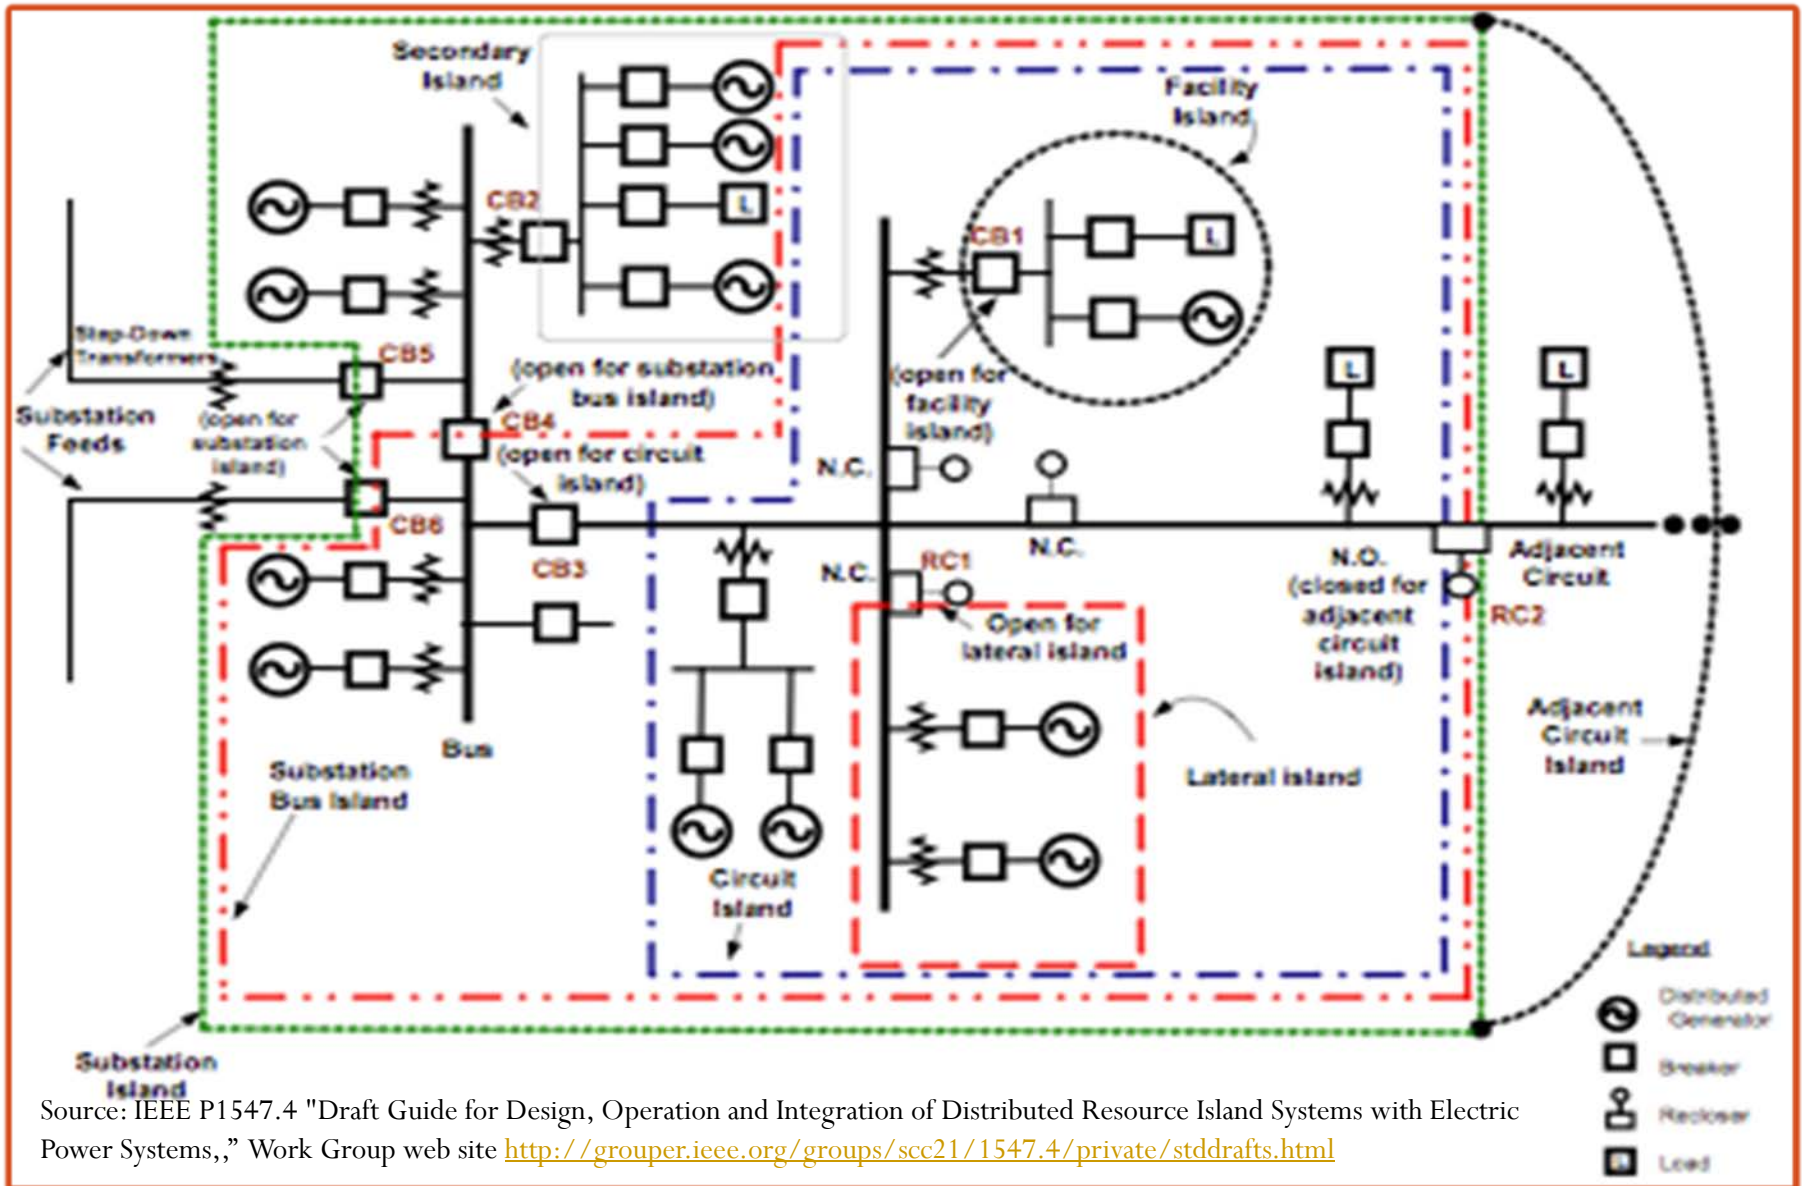 Secondary
Island
Facility
Island
CB2
L
CB1
L
Step-Down
Transformers
CB5
(open for substation
bus island)
(open for
facility
island)
L
L
Substation
Feeds
(open for
substation
island)
CB4
(open for circuit
island)
N.C.
CB6
CB3
N.C.
RC1
N.C.
N.O.
(closed for
adjacent
circuit
island)
Adjacent
Circuit
RC2
Open for
lateral island
Bus
Substation
Bus Island
Lateral island
Adjacent
Circuit
Island
Circuit
Island
Legend
Distributed
Generator
Breaker
Recloser
L Load
Substation
Island
Source: IEEE P1547.4 "Draft Guide for Design, Operation and Integration of Distributed Resource Island Systems with Electric
Power Systems,,” Work Group web site http://grouper.ieee.org/groups/scc21/1547.4/private/stddrafts.html